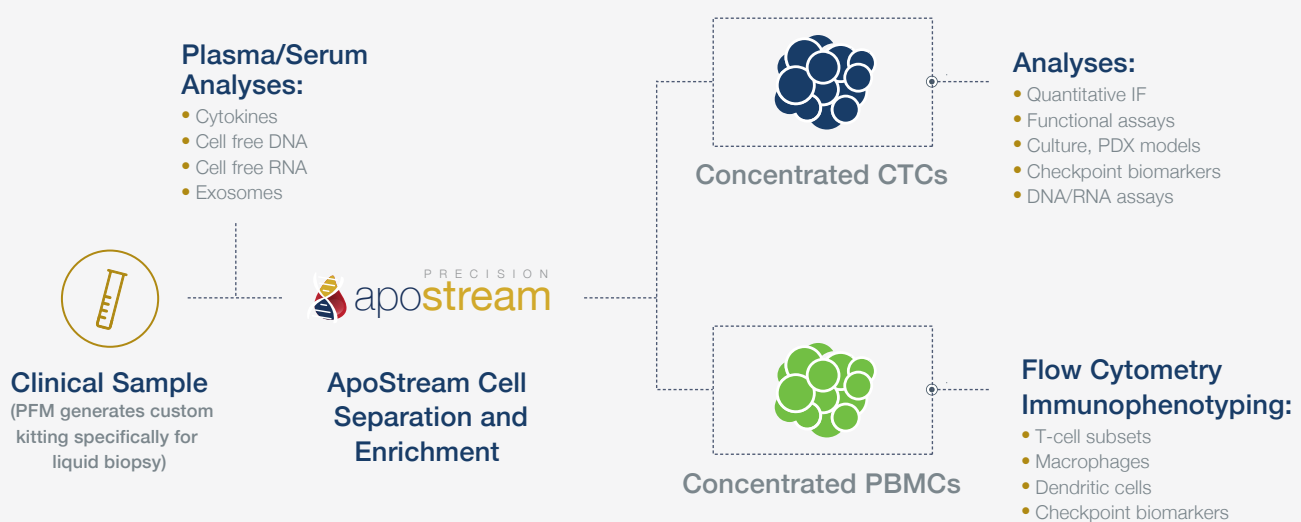 Plasma/Serum
Analyses:
• Cytokines
• Cell free DNA
• Cell free RNA
• Exosomes
Clinical Sample
(PFM generates custom
kitting specifically for
liquid biopsy)
PRECISION
apostream
ApoStream Cell
Separation and
Enrichment
Concentrated CTCs
Analyses:
• Quantitative IF
• Functional assays
• Culture, PDX models
• Checkpoint biomarkers
• DNA/RNA assays
Concentrated PBMCs
Flow Cytometry
Immunophenotyping:
• T-cell subsets
• Macrophages
• Dendritic cells
• Checkpoint biomarkers